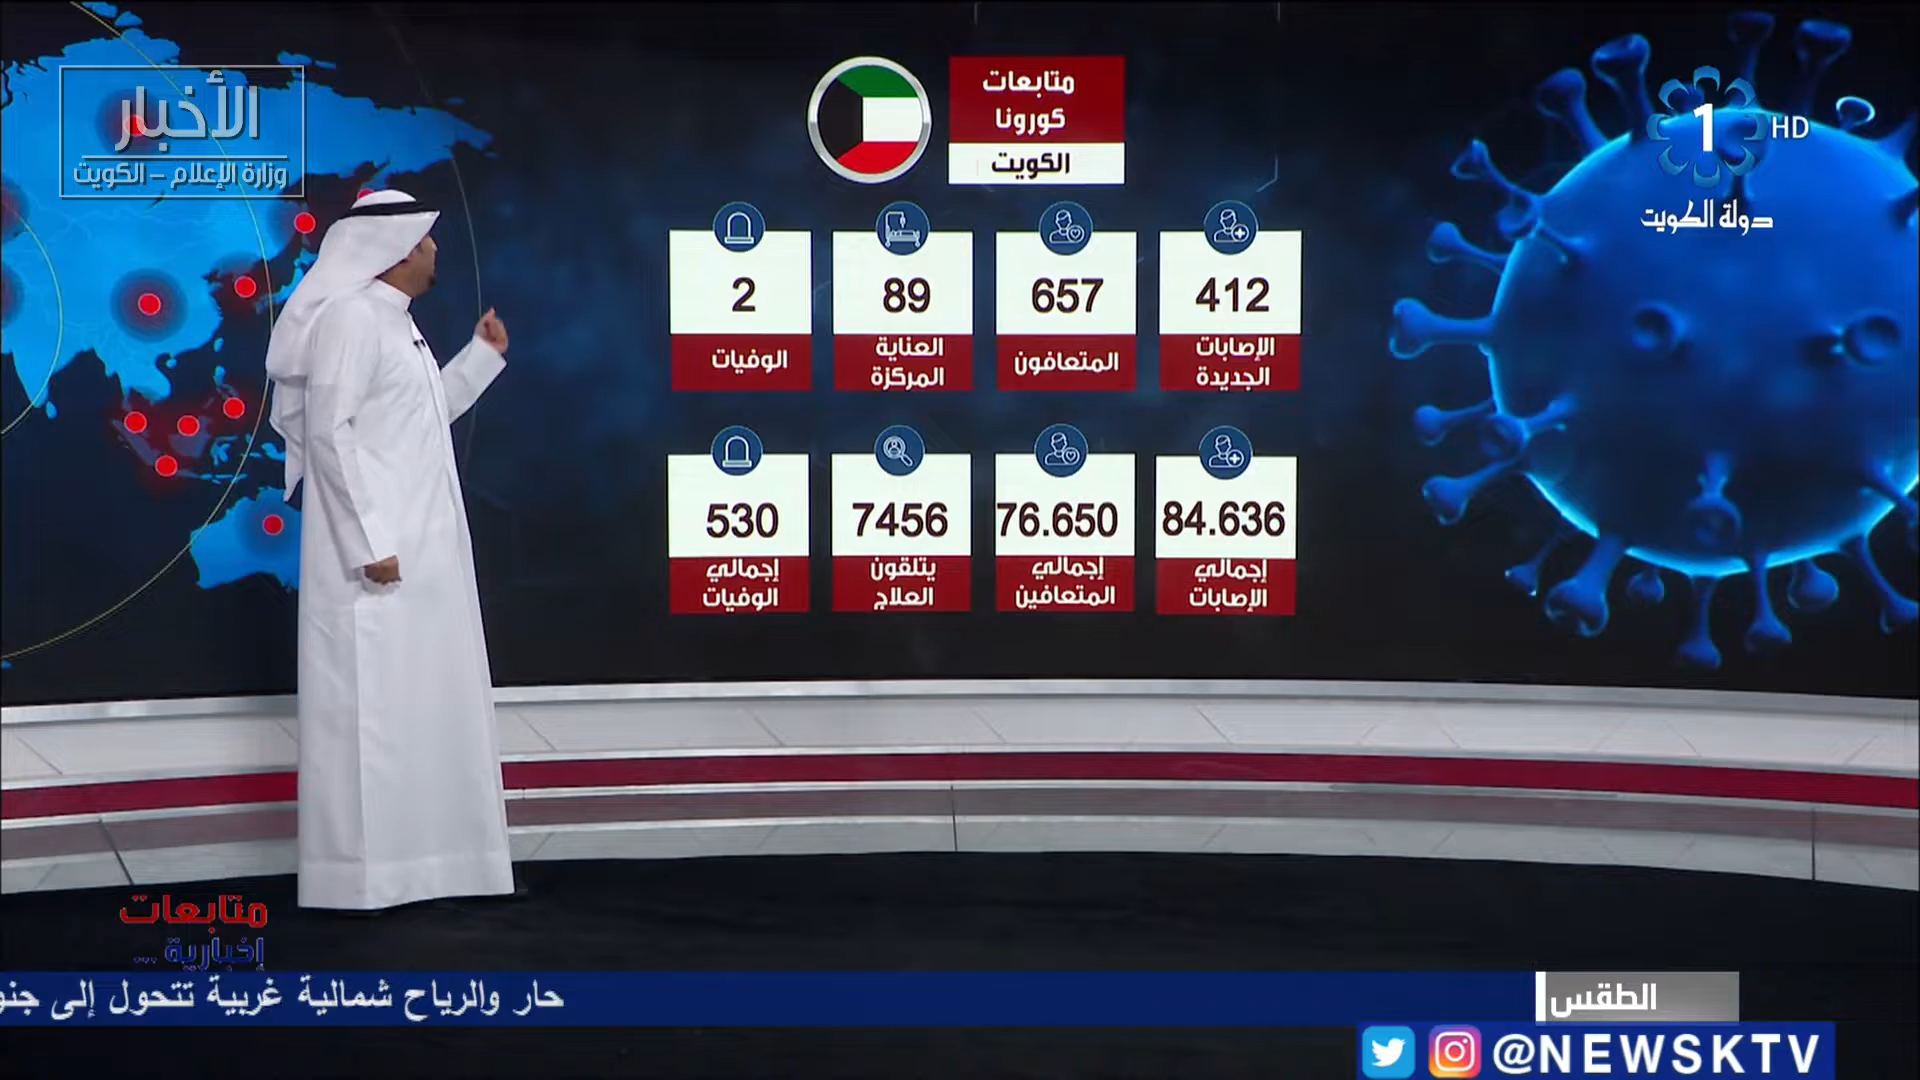 الأخبار
وزارة الإعلام – الكويت
1 HD
دولة الكويت
متابعات
كورونا
الكويت
412
الإصابات
الجديدة
657
المتعافون
89
العناية
المركزة
2
الوفيات
84.636
إجمالي
الإصابات
76.650
إجمالي
المتعافين
7456
يتلقون
العلاج
530
إجمالي
الوفيات
متابعات
إخبارية ...
الطقس
حار والرياح شمالية غربية تتحول إلى
@NEWSKTV